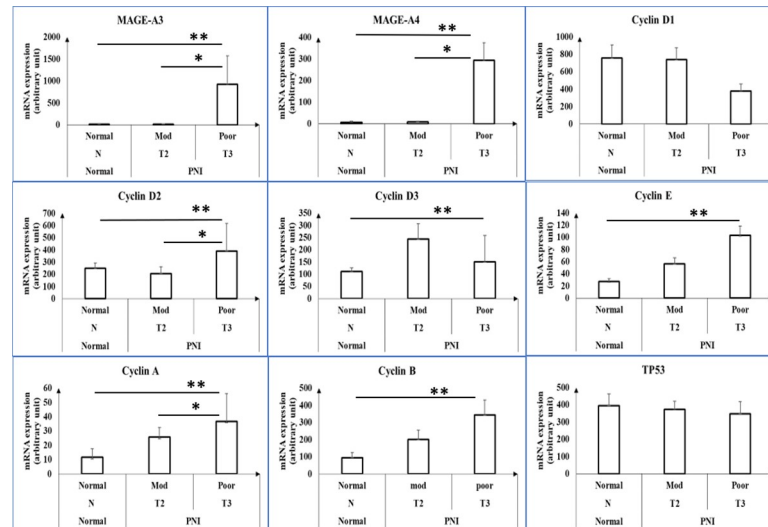 MAGE-A3
mRNA expression
(arbitrary unit)
2000
1500
1000
500
0
**
*
Normal Mod Poor
N T2 T3
Normal PNI
MAGE-A4
mRNA expression
(arbitrary unit)
400
300
200
100
0
**
*
Normal Mod Poor
N T2 T3
Normal PNI
Cyclin D1
mRNA expression
(arbitrary unit)
1000
800
600
400
200
0
Normal Mod Poor
N T2 T3
Normal PNI
Cyclin D2
mRNA expression
(arbitrary unit)
700
600
500
400
300
200
100
0
**
*
Normal Mod Poor
N T2 T3
Normal PNI
Cyclin D3
mRNA expression
(arbitrary unit)
350
300
250
200
150
100
50
0
**
Normal Mod Poor
N T2 T3
Normal PNI
Cyclin E
mRNA expression
(arbitrary unit)
140
120
100
80
60
40
20
0
**
Normal Mod Poor
N T2 T3
Normal PNI
Cyclin A
mRNA expression
(arbitrary unit)
60
50
40
30
20
10
0
**
*
Normal Mod Poor
N T2 T3
Normal PNI
Cyclin B
mRNA expression
(arbitrary unit)
500
400
300
200
100
0
**
Normal mod poor
N T2 T3
Normal PNI
TP53
mRNA expression
(arbitrary unit)
500
400
300
200
100
0
Normal Mod Poor
N T2 T3
Normal PNI